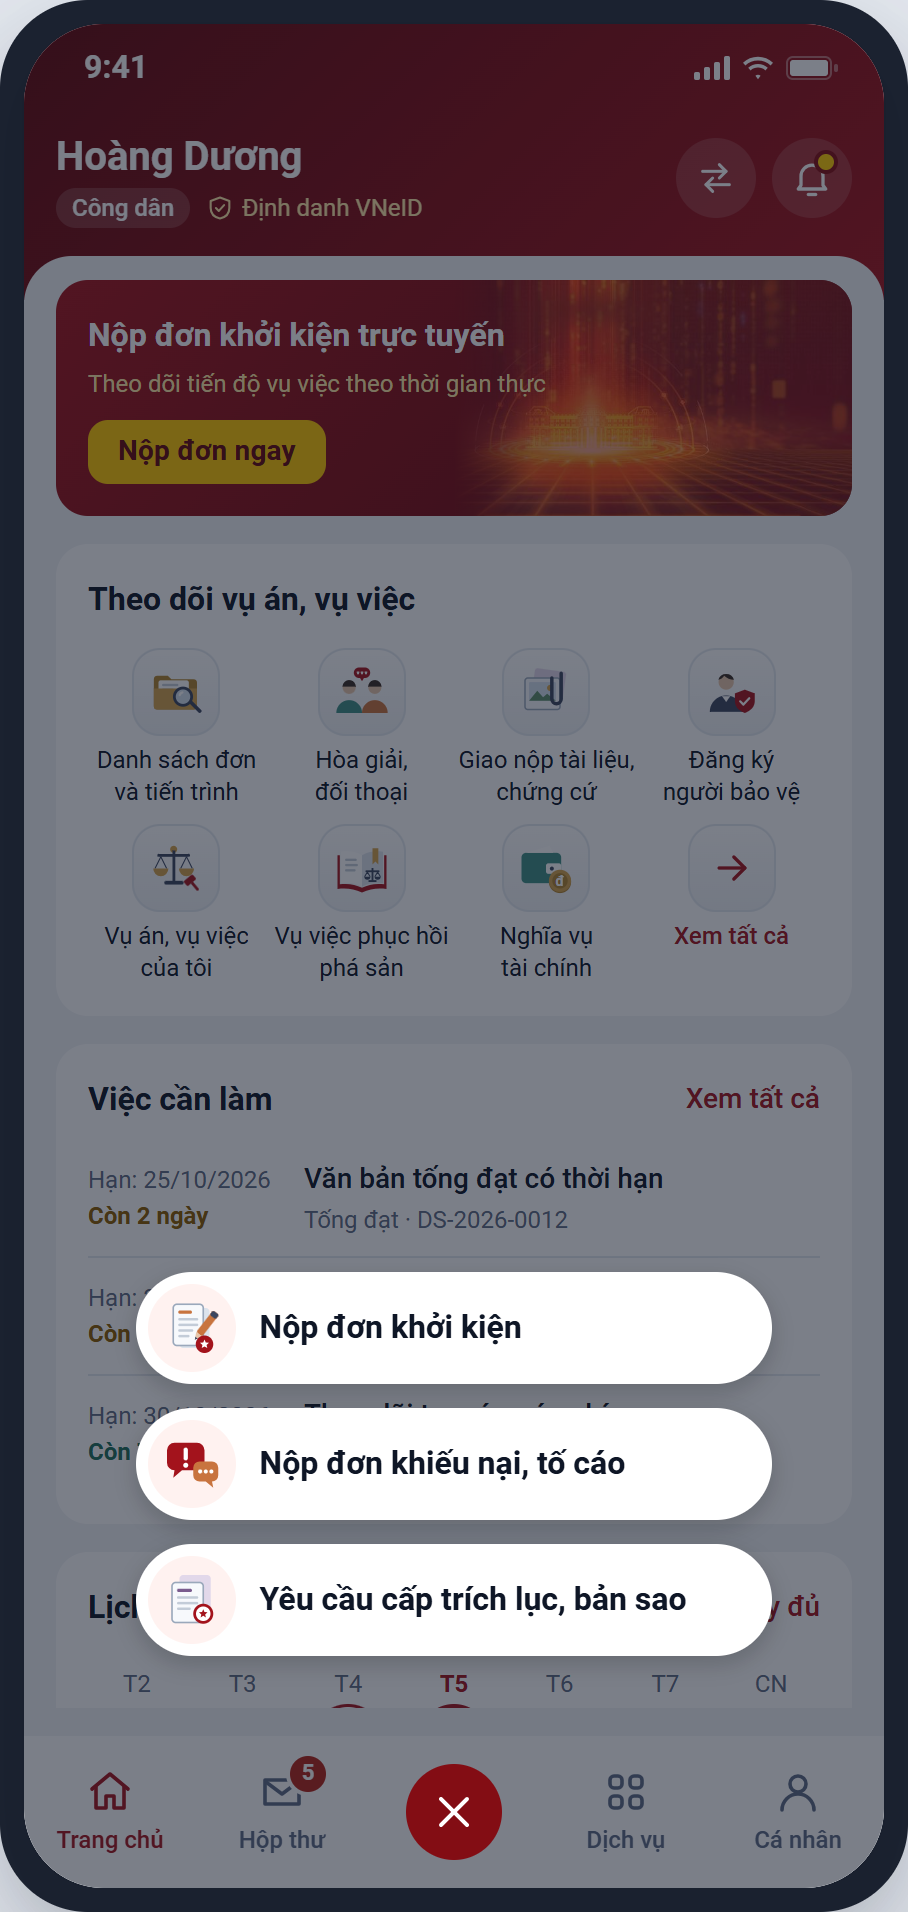 9:41
Hoàng Dương
Công dân
Định danh VNeID
Nộp đơn khởi kiện trực tuyến
Theo dõi tiến độ vụ việc theo thời gian thực
Nộp đơn ngay
Theo dõi vụ án, vụ việc
Danh sách đơn
và tiến trình
Hòa giải,
đối thoại
Giao nộp tài liệu,
chứng cứ
Đăng ký
người bảo vệ
Vụ án, vụ việc
của tôi
Vụ việc phục hồi
phá sản
Nghĩa vụ
tài chính
Xem tất cả
Việc cần làm
Xem tất cả
Hạn: 25/10/2026
Còn 2 ngày
Văn bản tống đạt có thời hạn
Tống đạt · DS-2026-0012
Hạn:
Còn
Nộp đơn khởi kiện
Hạn:
Còn
Nộp đơn khiếu nại, tố cáo
Yêu cầu cấp trích lục, bản sao
đủ
T2 T3 T4 T5 T6 T7 CN
Trang chủ
5
Hộp thư
Dịch vụ
Cá nhân